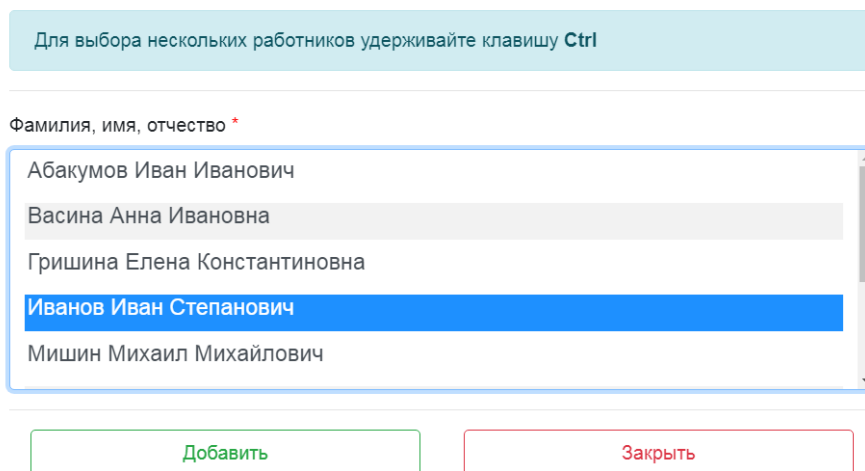 Для выбора нескольких работников удерживайте клавишу Ctrl
Фамилия, имя, отчество *
Абакумов Иван Иванович
Васина Анна Ивановна
Гришина Елена Константиновна
Иванов Иван Степанович
Мишин Михаил Михайлович
Добавить
Закрыть